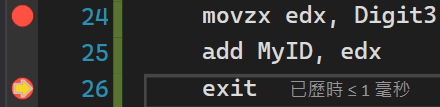 24 movzx edx, Digit3
25 add MyID, edx
26 exit 已歷時 ≤ 1 毫秒